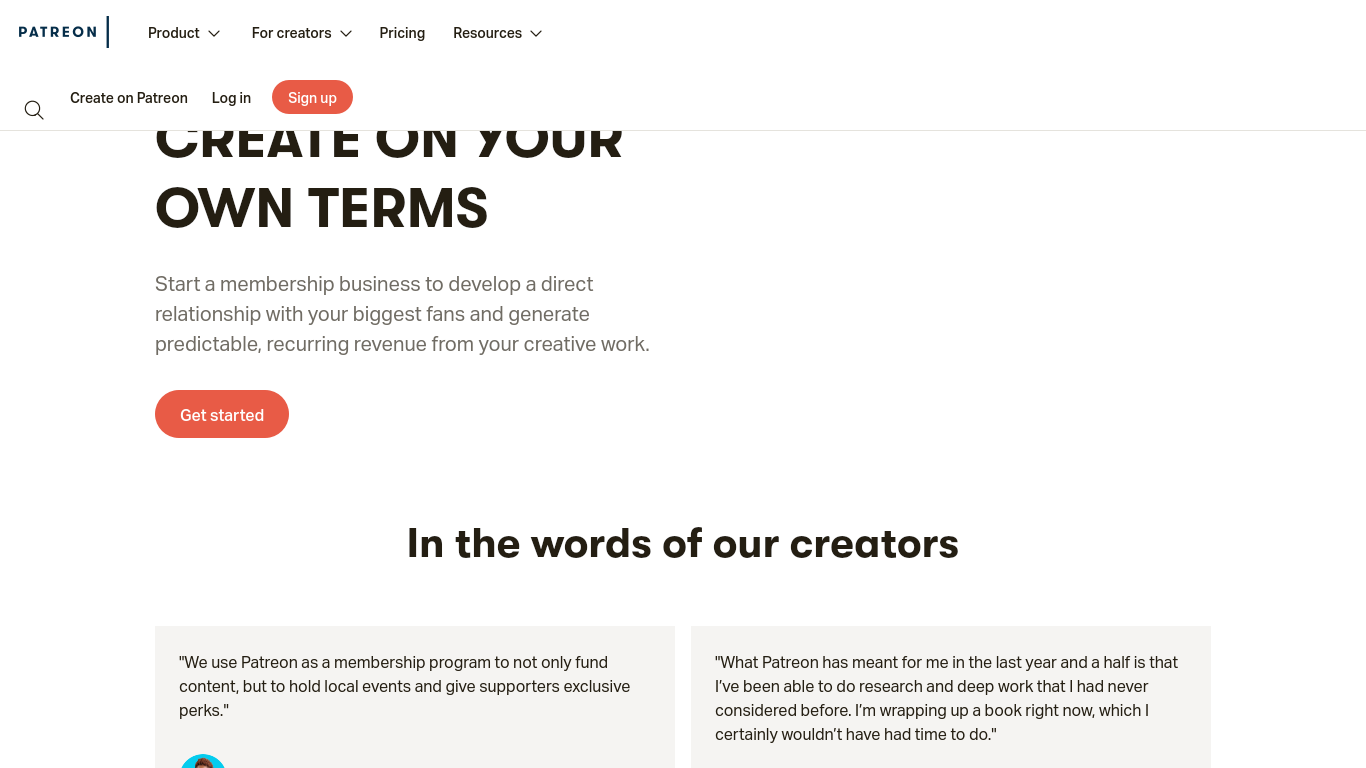 PATREON
Product
For creators
Pricing
Resources
Create on Patreon
Log in
Sign up
CREATE ON YOUR
OWN TERMS
Start a membership business to develop a direct
relationship with your biggest fans and generate
predictable, recurring revenue from your creative work.
Get started
In the words of our creators
"We use Patreon as a membership program to not only fund
content, but to hold local events and give supporters exclusive
perks."
"What Patreon has meant for me in the last year and a half is that
I’ve been able to do research and deep work that I had never
considered before. I’m wrapping up a book right now, which I
certainly wouldn’t have had time to do."